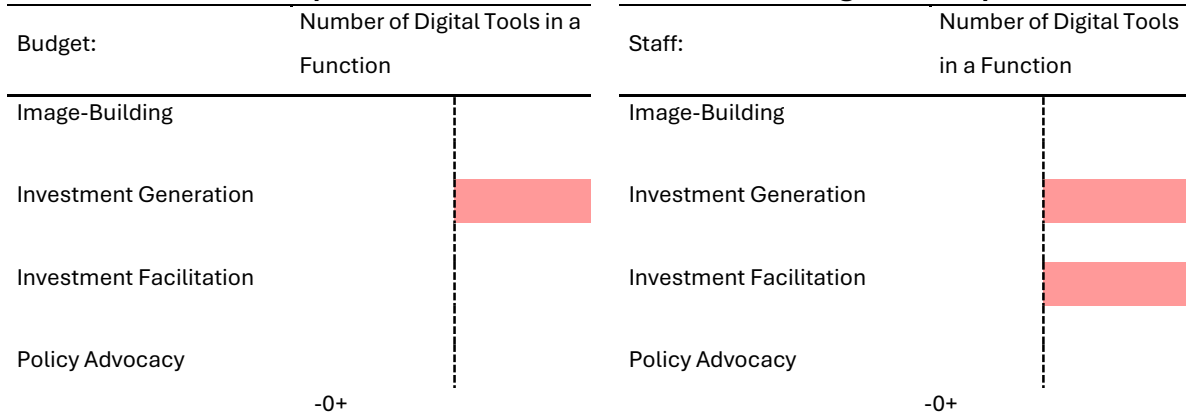 Budget:
Number of Digital Tools in a
Function
Image-Building
Investment Generation
Investment Facilitation
Policy Advocacy
-0+
Staff:
Number of Digital Tools
in a Function
Image-Building
Investment Generation
Investment Facilitation
Policy Advocacy
-0+